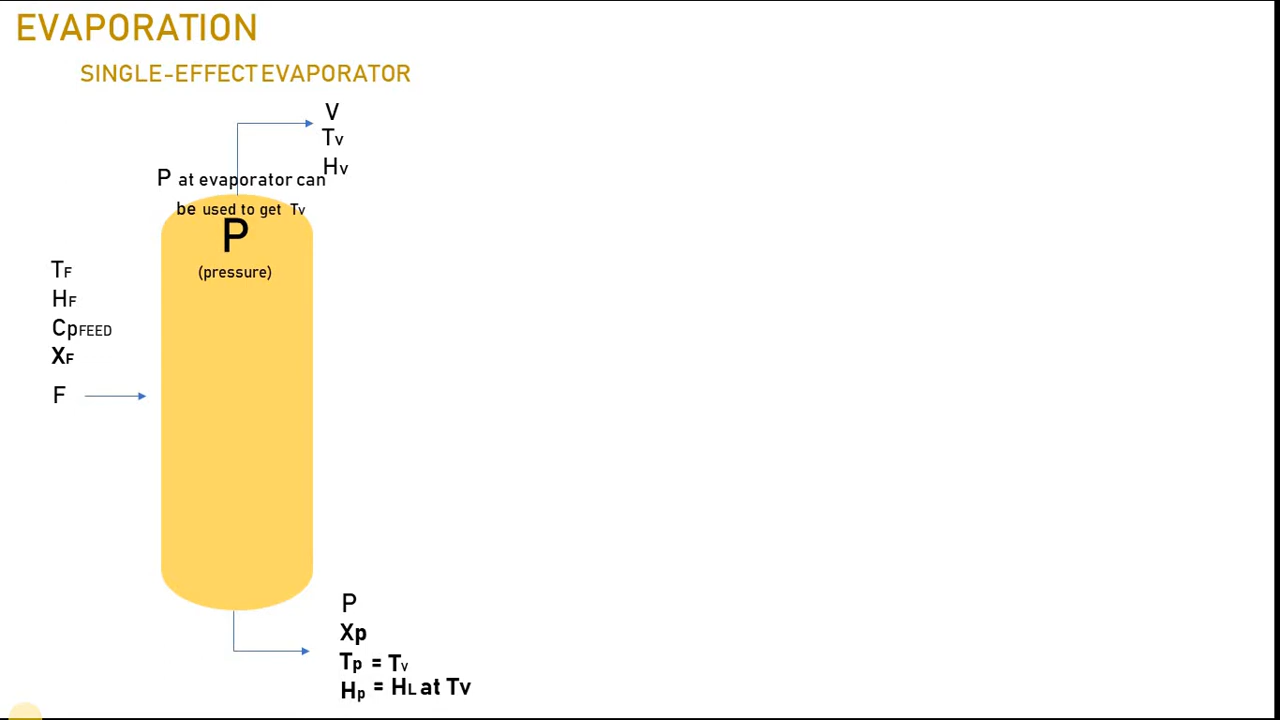 EVAPORATION
SINGLE-EFFECT EVAPORATOR
V
Tv
Hv
P at evaporator can
be used to get Tv
P
(pressure)
TF
HF
CpFEED
XF
F
P
Xp
Tp = Tv
Hp = HL at Tv